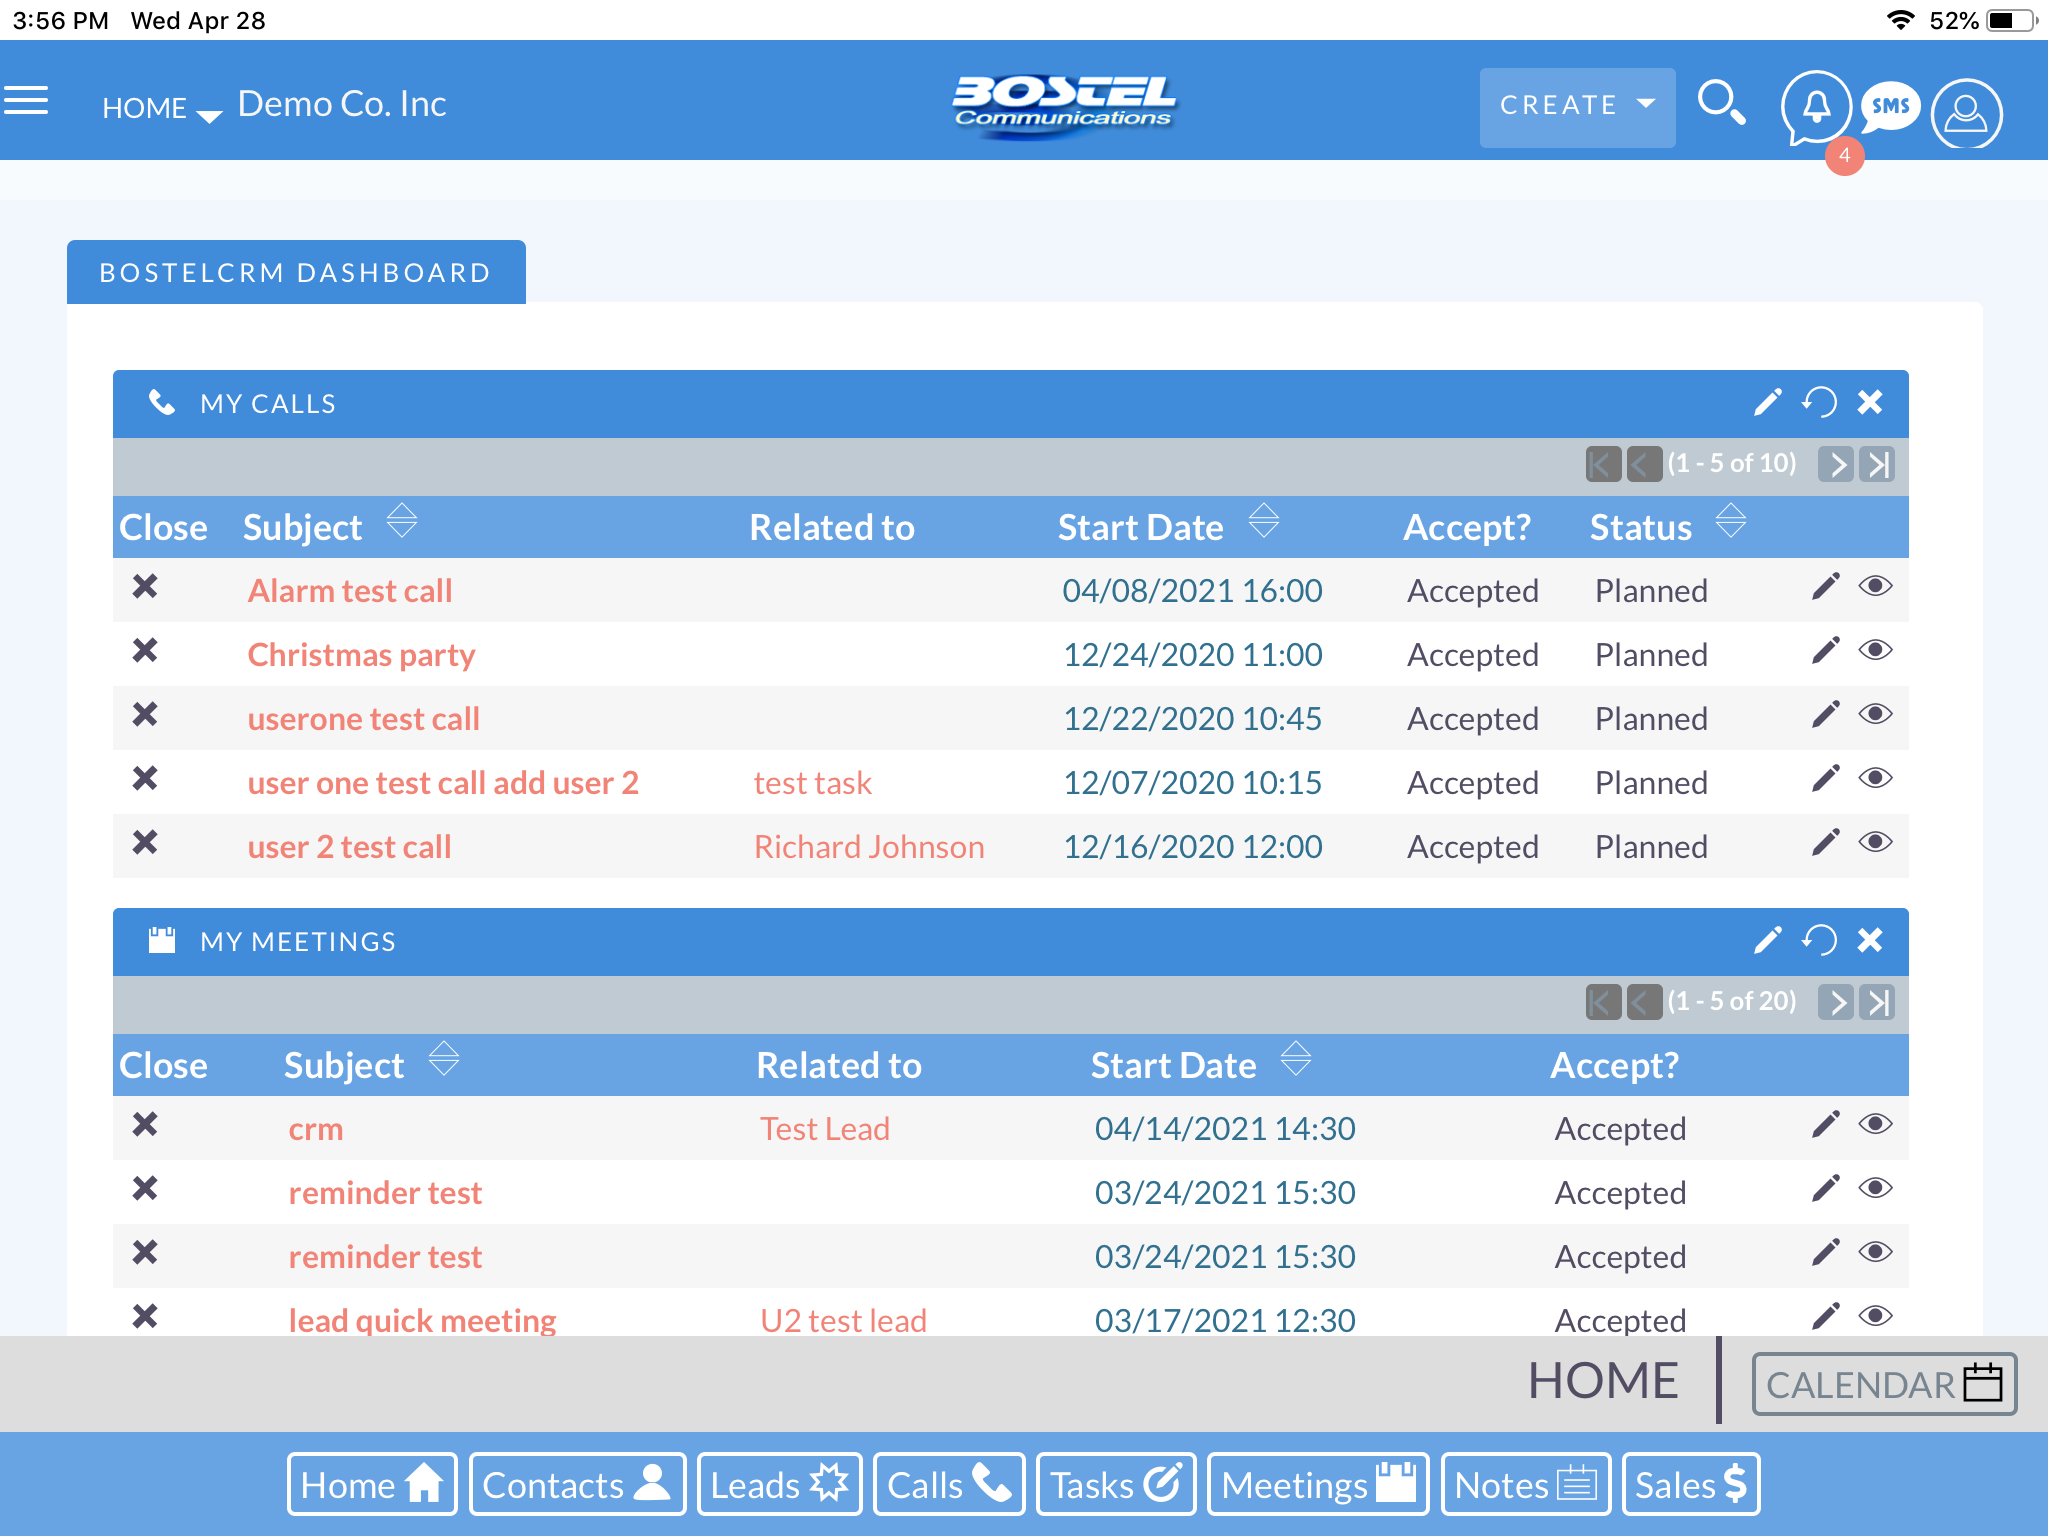 3:56 PM Wed Apr 28 52%
HOME Demo Co. Inc BOSTEL Communications CREATE SMS
4
BOSTELCRM DASHBOARD
MY CALLS
(1 - 5 of 10)
Close Subject Related to Start Date Accept? Status
Alarm test call 04/08/2021 16:00 Accepted Planned
Christmas party 12/24/2020 11:00 Accepted Planned
userone test call 12/22/2020 10:45 Accepted Planned
user one test call add user 2 test task 12/07/2020 10:15 Accepted Planned
user 2 test call Richard Johnson 12/16/2020 12:00 Accepted Planned
MY MEETINGS
(1 - 5 of 20)
Close Subject Related to Start Date Accept?
crm Test Lead 04/14/2021 14:30 Accepted
reminder test 03/24/2021 15:30 Accepted
reminder test 03/24/2021 15:30 Accepted
lead quick meeting U2 test lead 03/17/2021 12:30 Accepted
HOME CALENDAR
Home Contacts Leads Calls Tasks Meetings Notes Sales